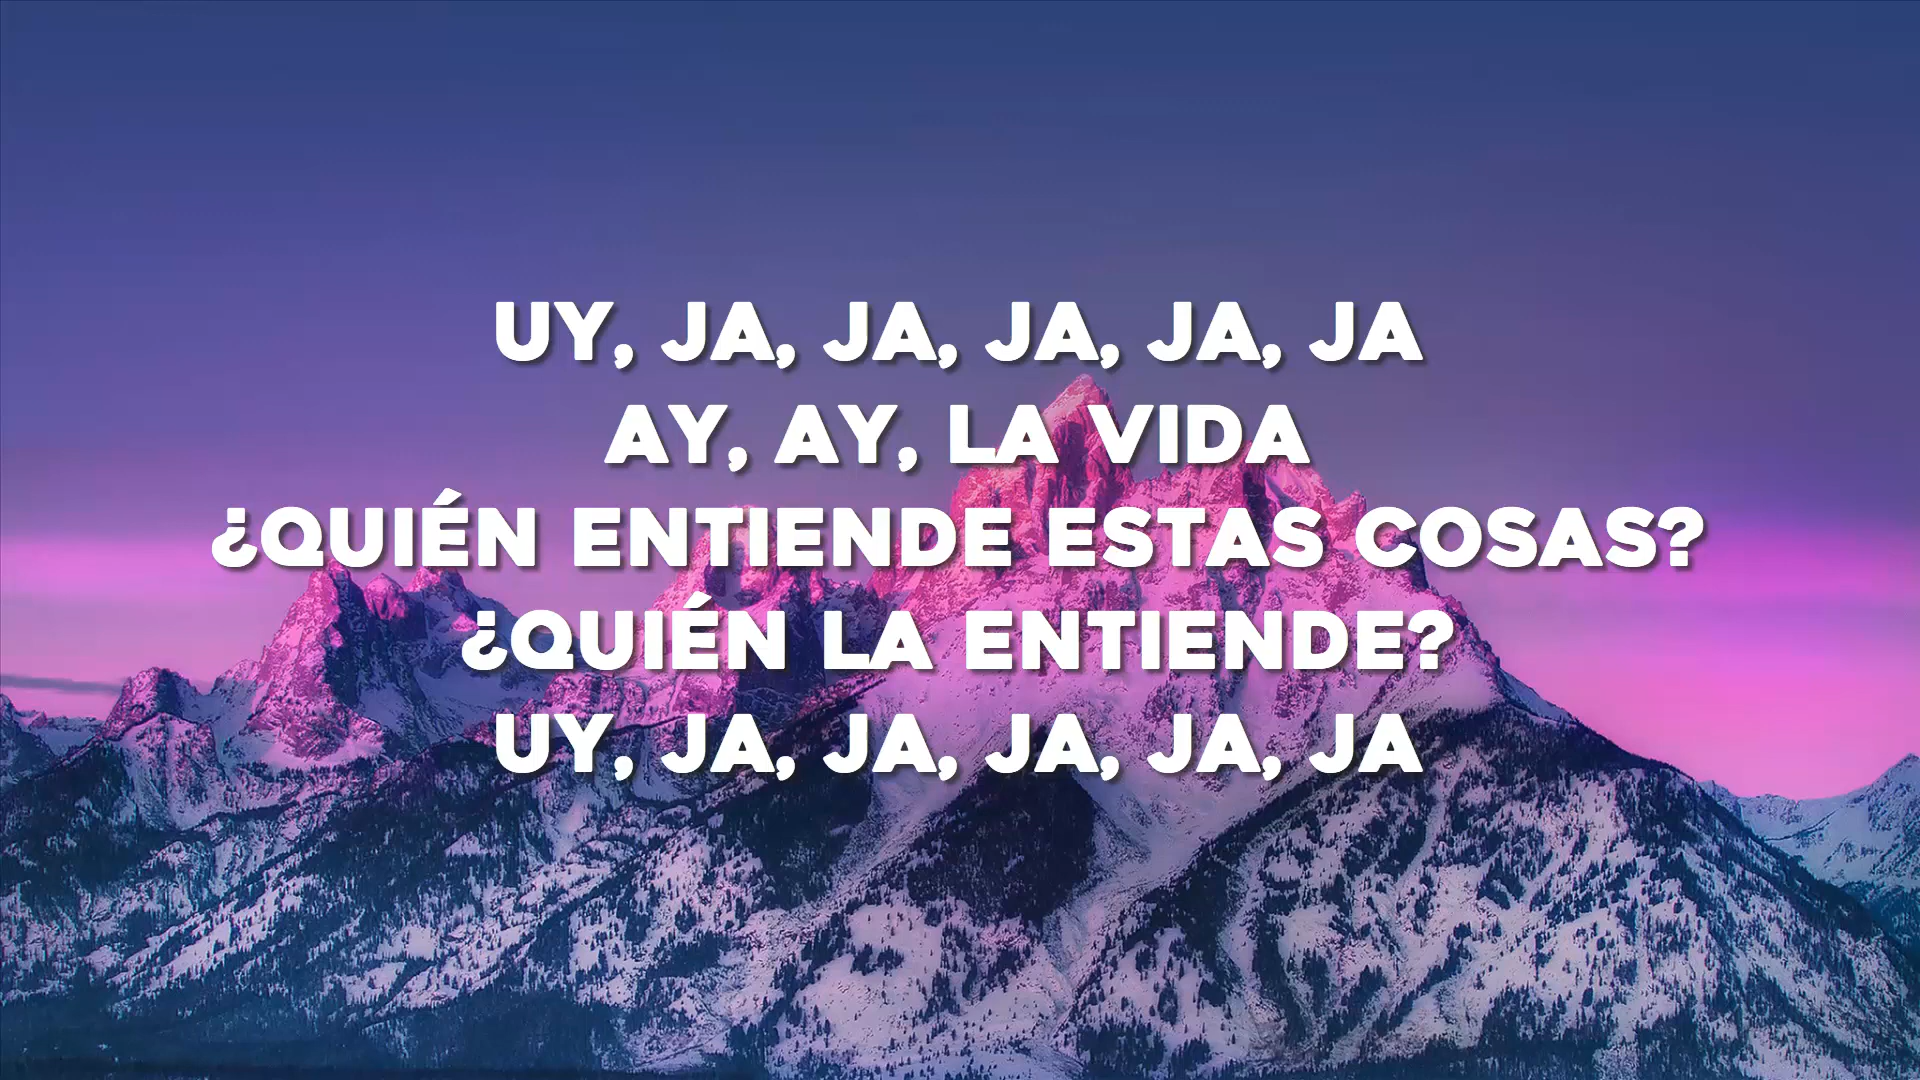 UY, JA, JA, JA, JA, JA
AY, AY, LA VIDA
¿QUIÉN ENTIENDE ESTAS COSAS?
¿QUIÉN LA ENTIENDE?
UY, JA, JA, JA, JA, JA